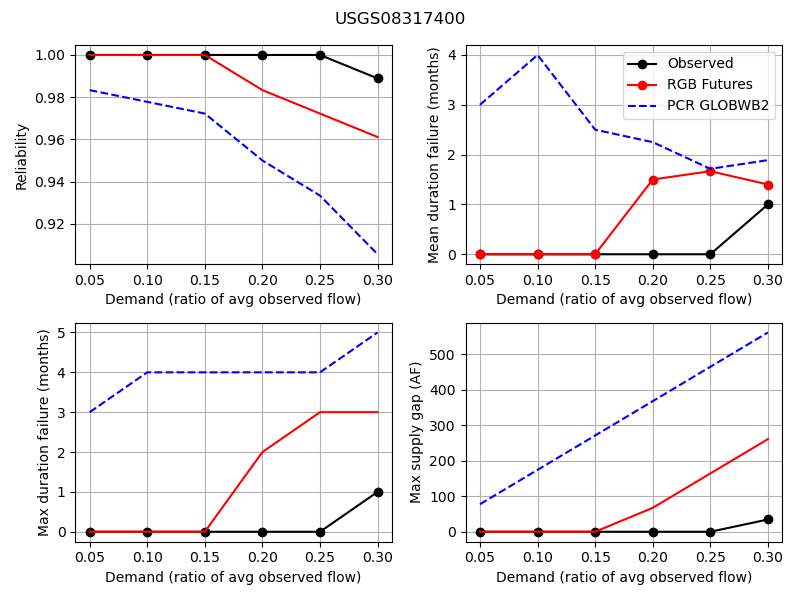 USGS08317400
Reliability
1.00
0.98
0.96
0.94
0.92
0.05 0.10 0.15 0.20 0.25 0.30
Demand (ratio of avg observed flow)
Mean duration failure (months)
4
3
2
1
0
Observed
RGB Futures
PCR GLOBWB2
0.05 0.10 0.15 0.20 0.25 0.30
Demand (ratio of avg observed flow)
Max duration failure (months)
5
4
3
2
1
0
0.05 0.10 0.15 0.20 0.25 0.30
Demand (ratio of avg observed flow)
Max supply gap (AF)
500
400
300
200
100
0
0.05 0.10 0.15 0.20 0.25 0.30
Demand (ratio of avg observed flow)